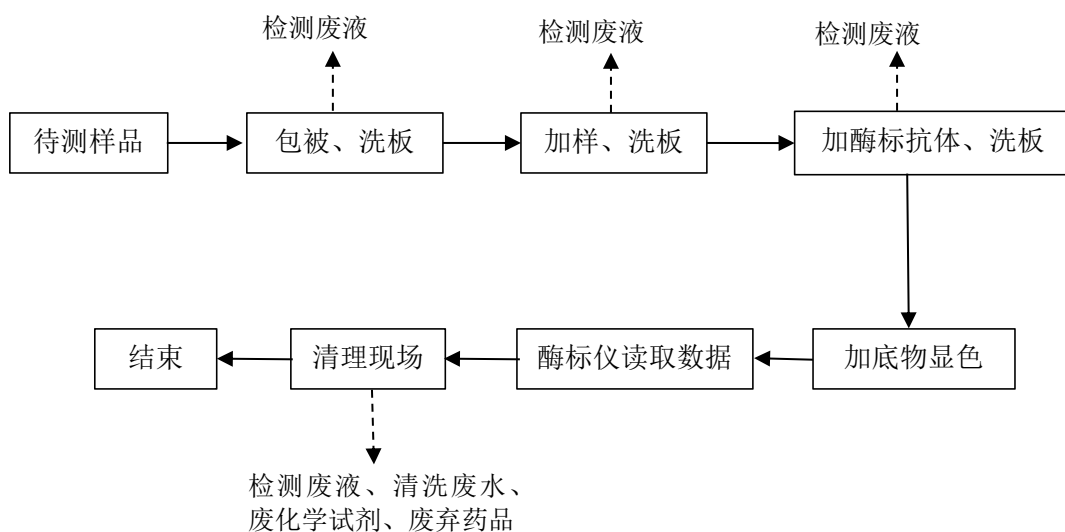 检测废液
检测废液
检测废液
待测样品
包被、洗板
加样、洗板
加酶标抗体、洗板
结束
清理现场
酶标仪读取数据
加底物显色
检测废液、清洗废水、
废化学试剂、废弃药品